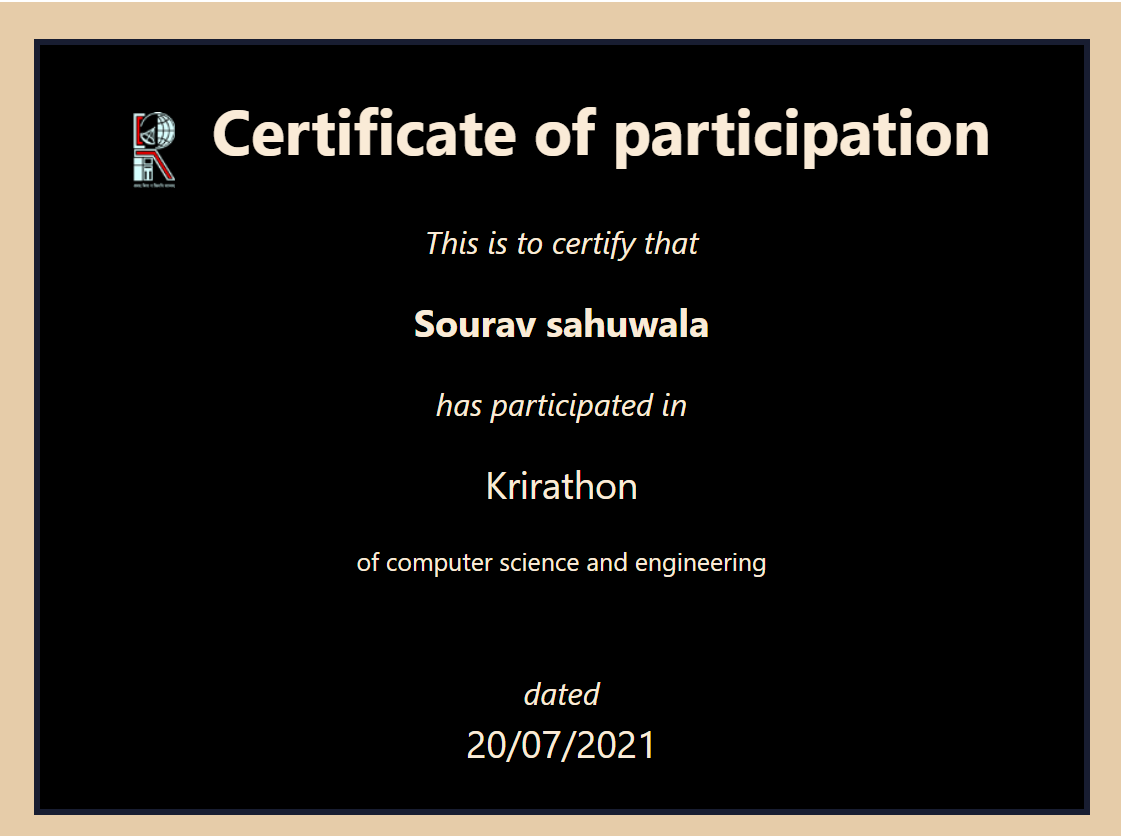 Certificate of participation
This is to certify that
Sourav sahuwala
has participated in
Krirathon
of computer science and engineering
dated
20/07/2021